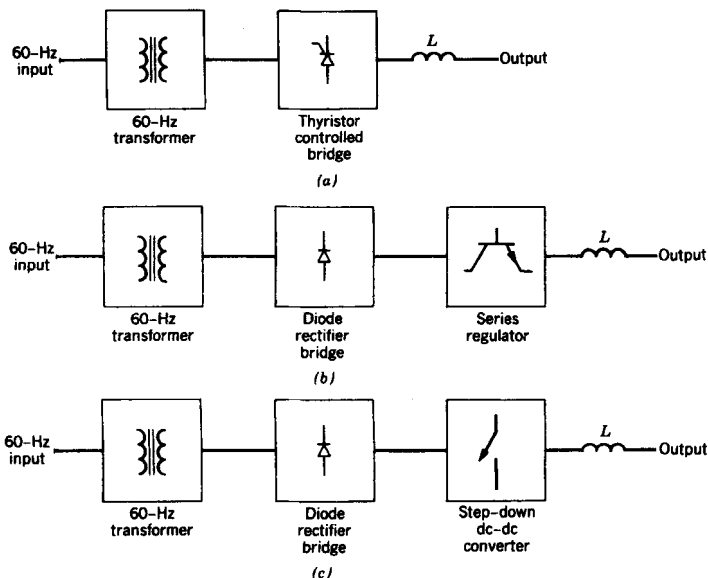 L
60-Hz
input
Output
60-Hz
transformer
Thyristor
controlled
bridge
(a)
L
60-Hz
input
Output
60-Hz
transformer
Diode
rectifier
bridge
Series
regulator
(b)
L
60-Hz
input
Output
60-Hz
transformer
Diode
rectifier
bridge
Step-down
dc-dc
converter
(c)